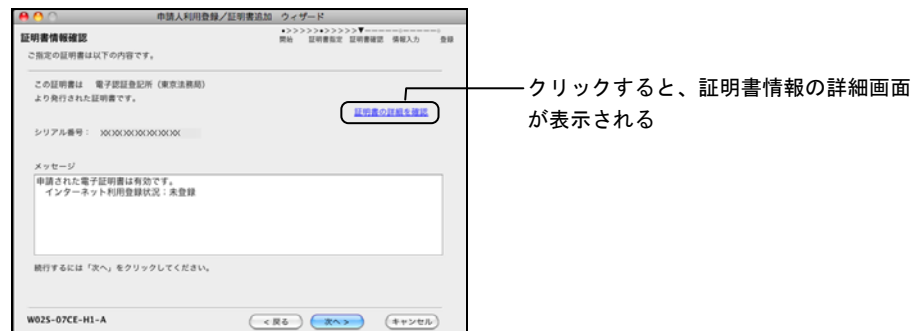 申請人利用登録／証明書追加 ウィザード
証明書情報確認
•>>>>>•>>>>>▼
開始 証明書指定 証明書確認 情報入力 登録
ご指定の証明書は以下の内容です。
この証明書は 電子認証登記所（東京法務局）
より発行された証明書です。
証明書の詳細を確認
クリックすると、証明書情報の詳細画面
が表示される
シリアル番号： XXXXXXXXXXXXXXXX
メッセージ
申請された電子証明書は有効です。
インターネット利用登録状況：未登録
続行するには「次へ」をクリックしてください。
W025-07CE-H1-A
< 戻る 次へ > キャンセル